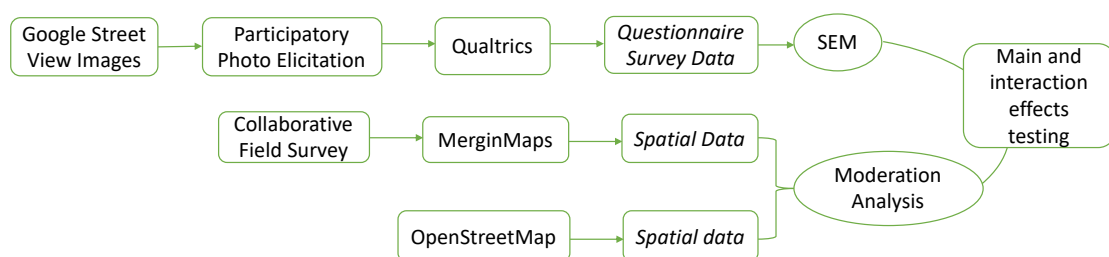 Google Street
View Images
Participatory
Photo Elicitation
Qualtrics
Questionnaire
Survey Data
SEM
Main and
interaction
effects
testing
Collaborative
Field Survey
MerginMaps
Spatial Data
Moderation
Analysis
OpenStreetMap
Spatial data